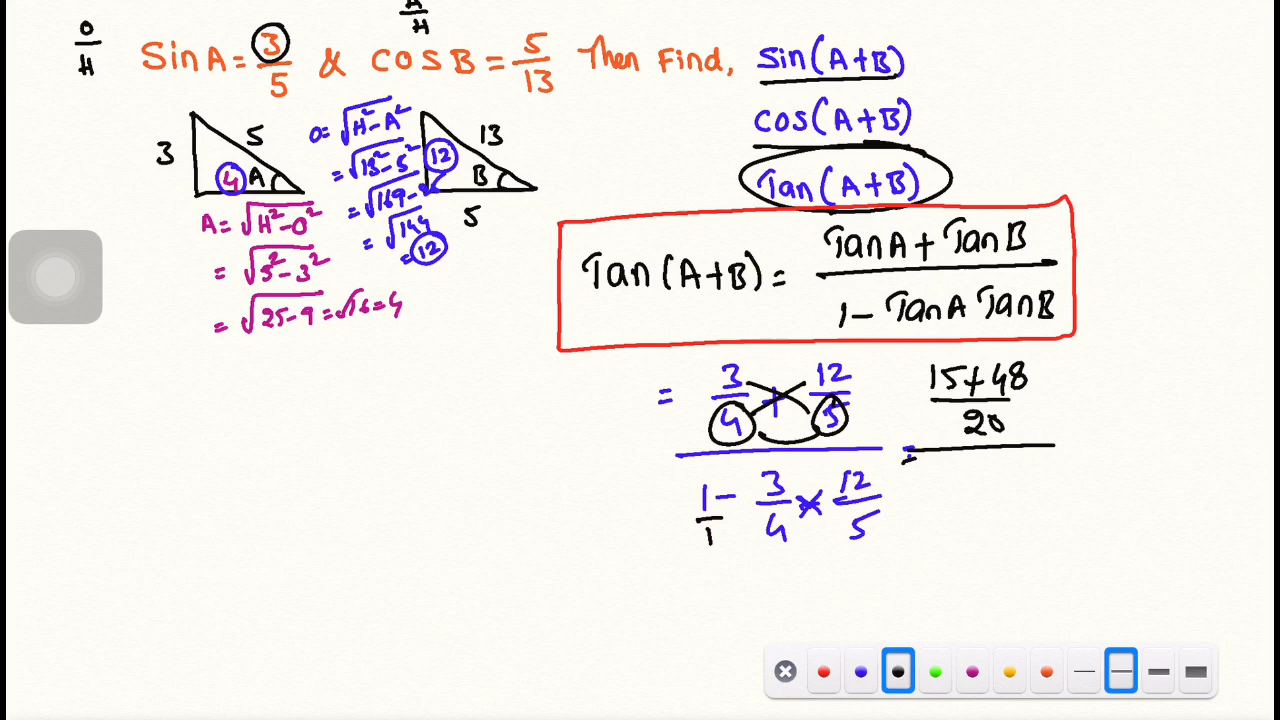 O/H A/H
SinA = 3/5 & COSB = 5/13 Then Find, sin(A+B)
cos(A+B)
Tan(A+B)
3 5 4 A
A = √H²-O²
= √5²-3²
= √25-9 = √16 = 4
O = √H²-A²
= √13²-5²
= √169-25
= √144
= 12
12 13 B 5
Tan(A+B) = TanA + TanB / 1 - TanA TanB
= 3/4 + 12/5 / 1/1 - 3/4 × 12/5 = 15+48/20